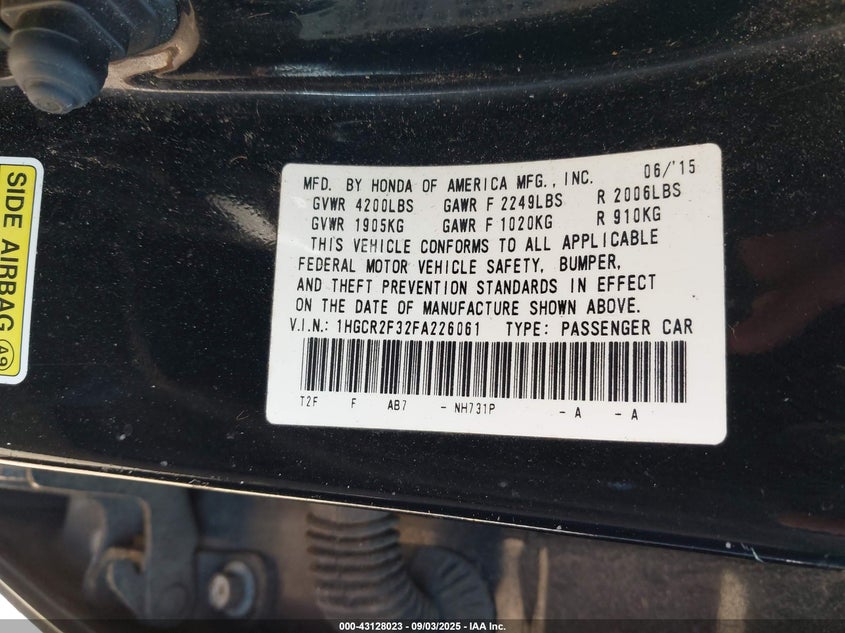 SIDE AIRBAG A9
MFD. BY HONDA OF AMERICA MFG., INC. 06/'15
GVWR 4200LBS GAWR F 2249LBS R 2006LBS
GVWR 1905KG GAWR F 1020KG R 910KG
THIS VEHICLE CONFORMS TO ALL APPLICABLE
FEDERAL MOTOR VEHICLE SAFETY, BUMPER,
AND THEFT PREVENTION STANDARDS IN EFFECT
ON THE DATE OF MANUFACTURE SHOWN ABOVE.
V.I.N.: 1HGCR2F32FA226061 TYPE: PASSENGER CAR
T2F F AB7 - NH731P - A - A
000-43128023 - 09/03/2025 - IAA Inc.